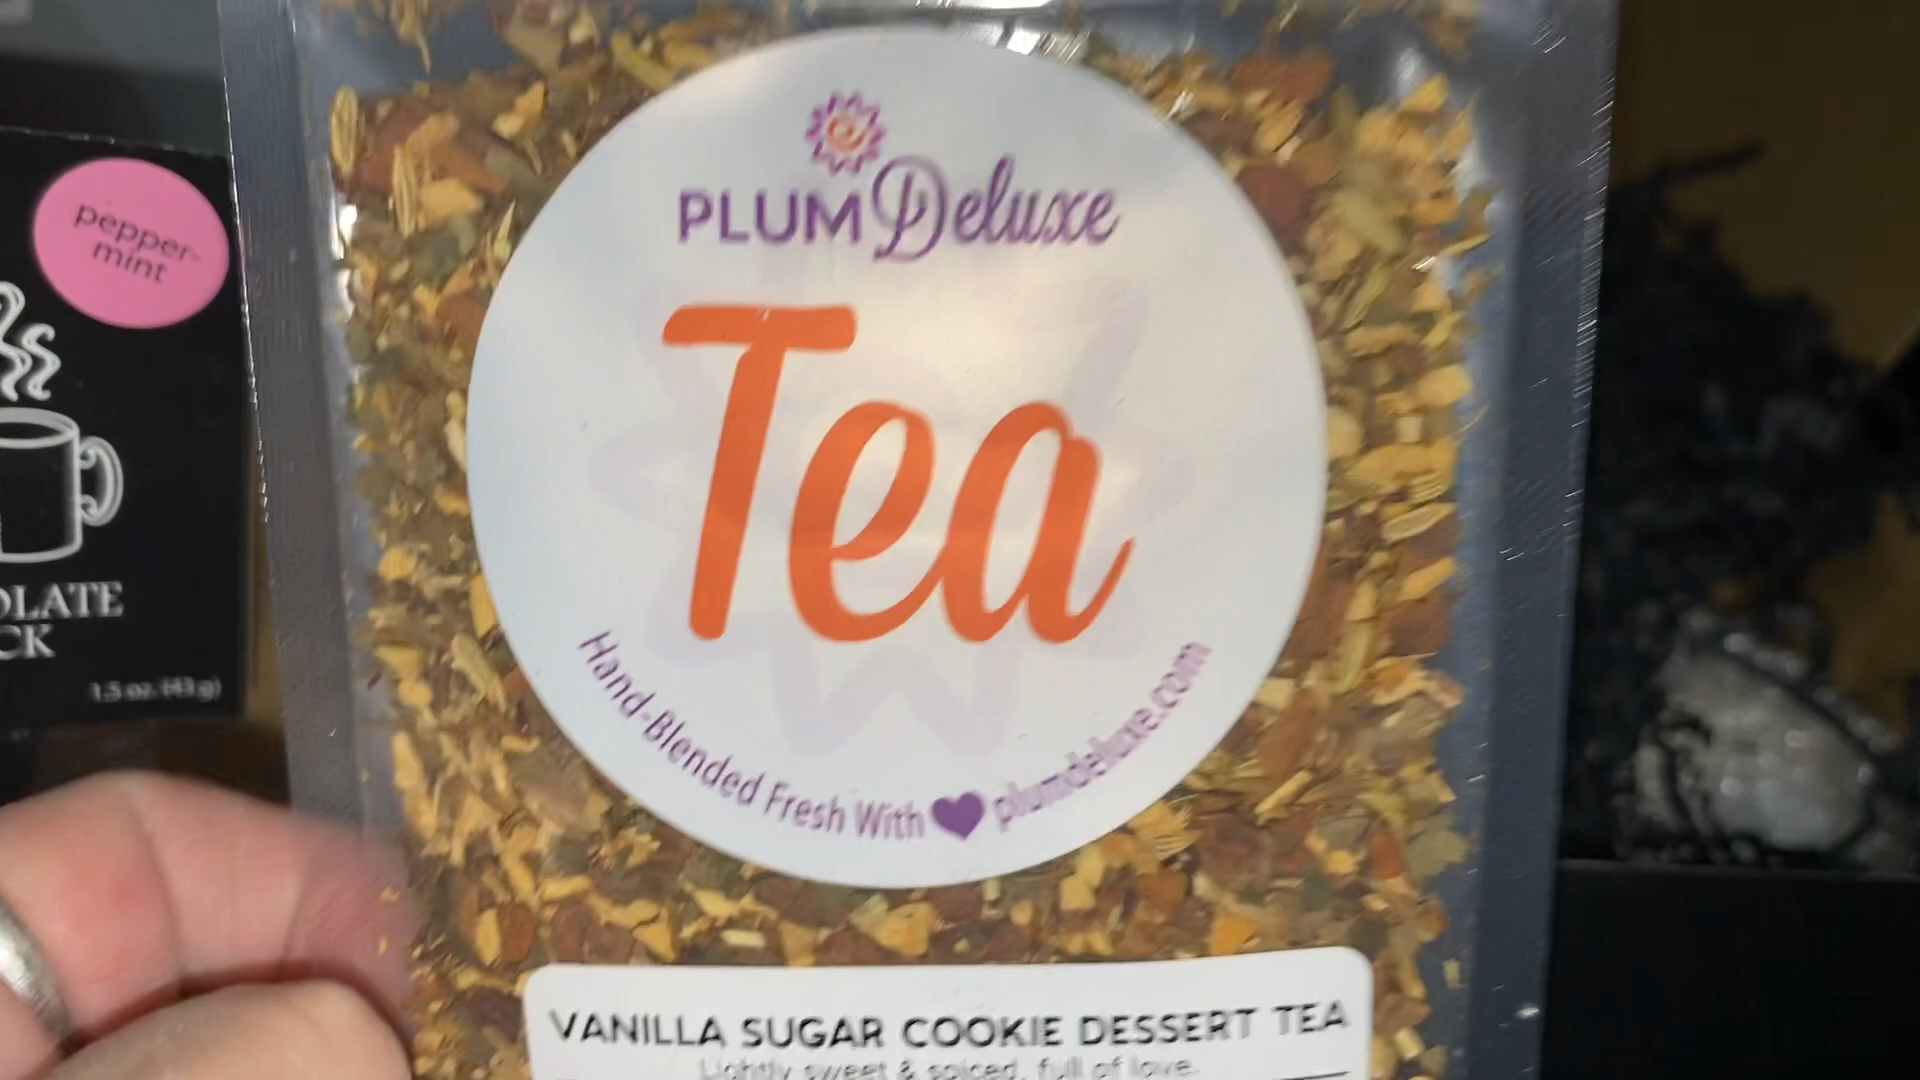 pepper-
mint
OLATE
CK
1.5 oz. (43 g)
PLUM Deluxe
Tea
Hand-Blended Fresh With plumdeluxe.com
VANILLA SUGAR COOKIE DESSERT TEA
Lightly sweet & spiced, full of love.